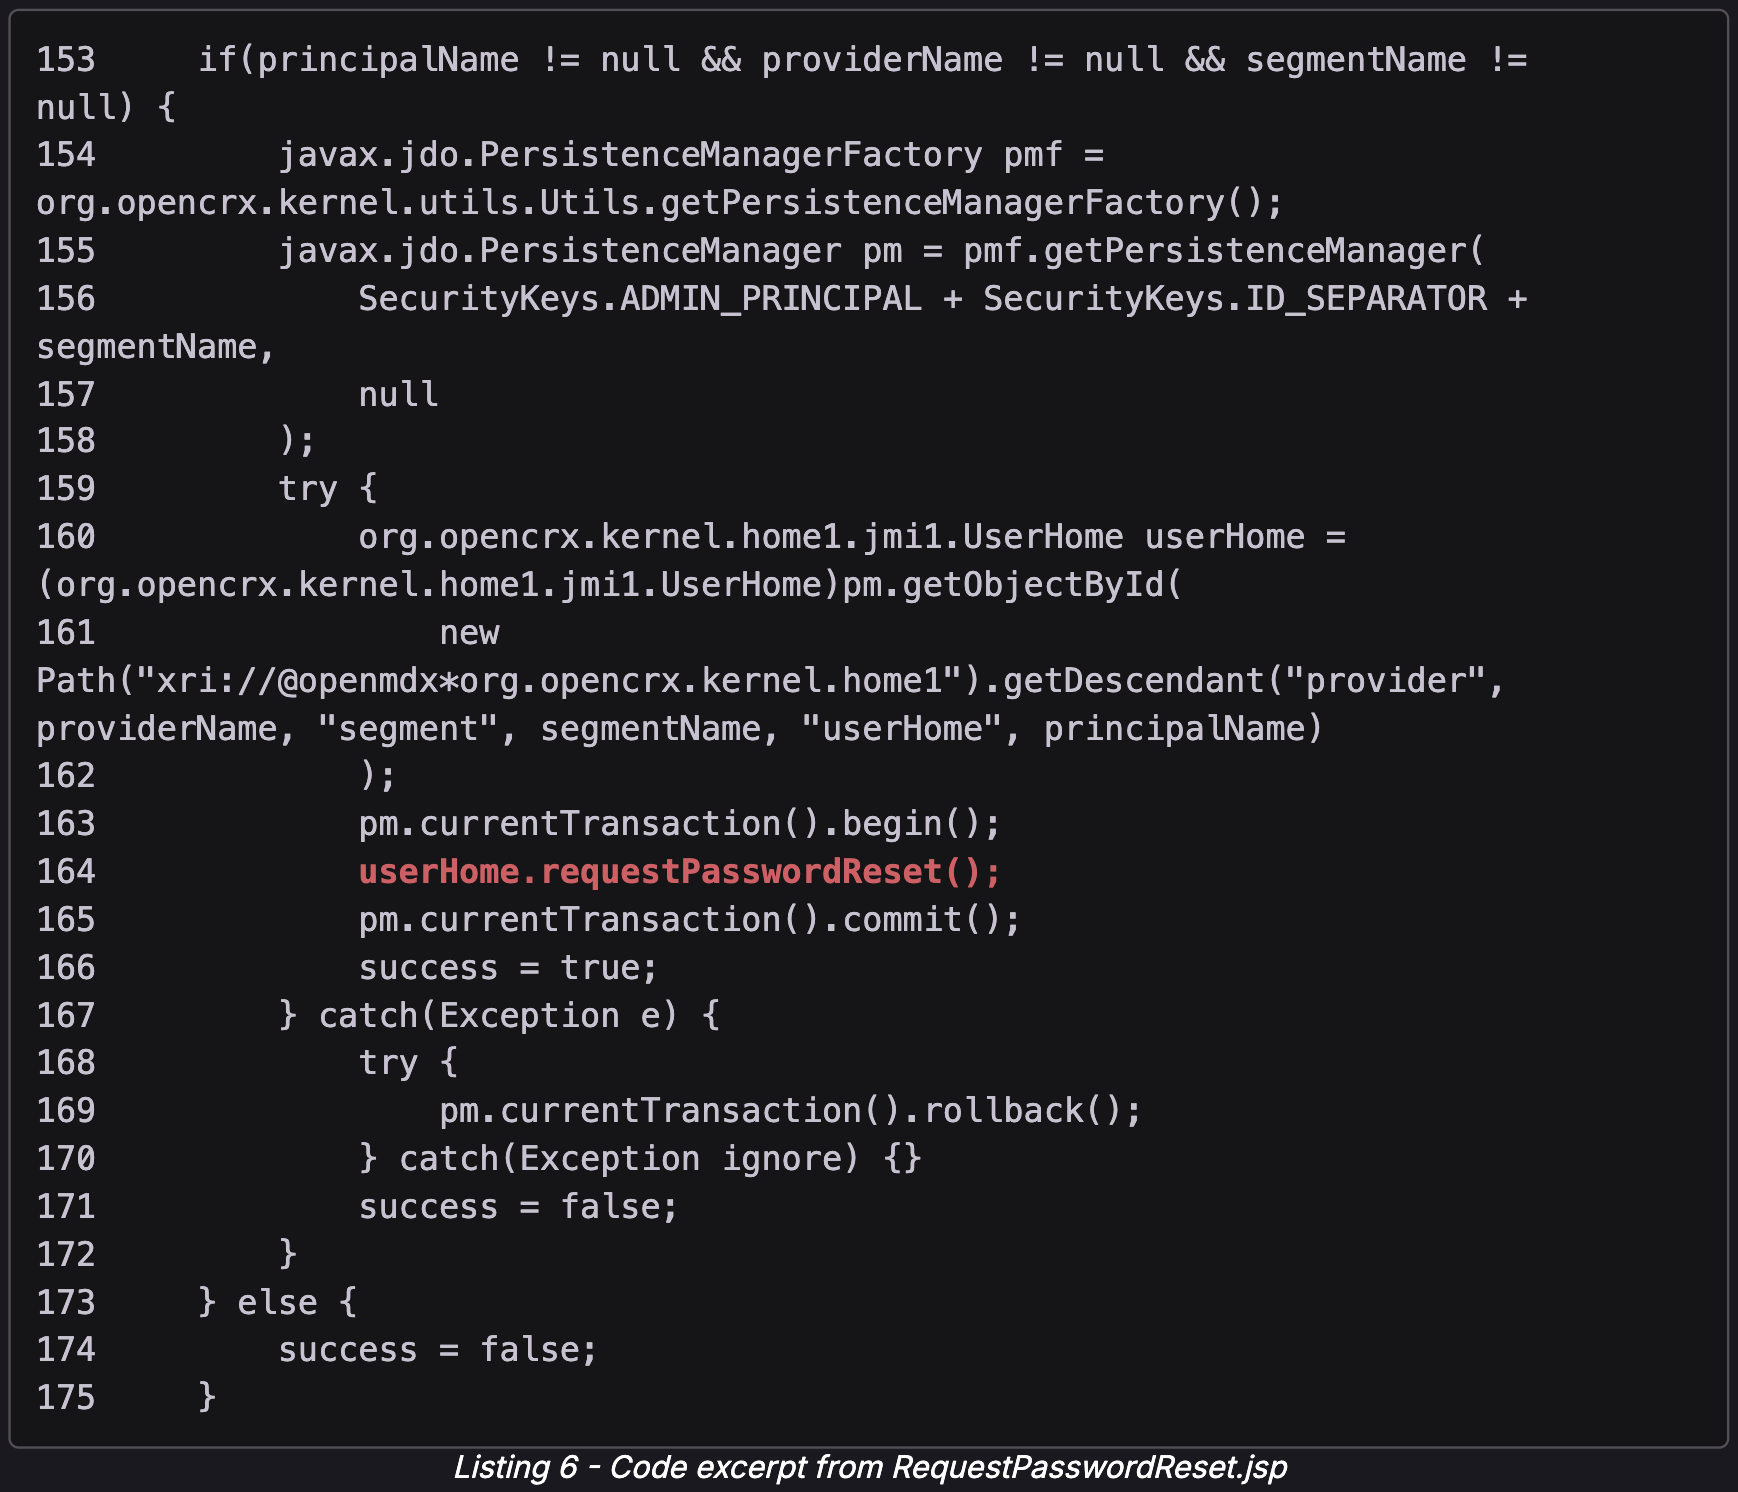 153     if(principalName != null && providerName != null && segmentName !=
null) {
154         javax.jdo.PersistenceManagerFactory pmf =
org.opencrx.kernel.utils.Utils.getPersistenceManagerFactory();
155         javax.jdo.PersistenceManager pm = pmf.getPersistenceManager(
156             SecurityKeys.ADMIN_PRINCIPAL + SecurityKeys.ID_SEPARATOR +
segmentName,
157             null
158         );
159         try {
160             org.opencrx.kernel.home1.jmi1.UserHome userHome =
(org.opencrx.kernel.home1.jmi1.UserHome)pm.getObjectById(
161                 new
Path("xri://@openmdx*org.opencrx.kernel.home1").getDescendant("provider",
providerName, "segment", segmentName, "userHome", principalName)
162             );
163             pm.currentTransaction().begin();
164             userHome.requestPasswordReset();
165             pm.currentTransaction().commit();
166             success = true;
167         } catch(Exception e) {
168             try {
169                 pm.currentTransaction().rollback();
170             } catch(Exception ignore) {}
171             success = false;
172         }
173     } else {
174         success = false;
175     }
Listing 6 - Code excerpt from RequestPasswordReset.jsp